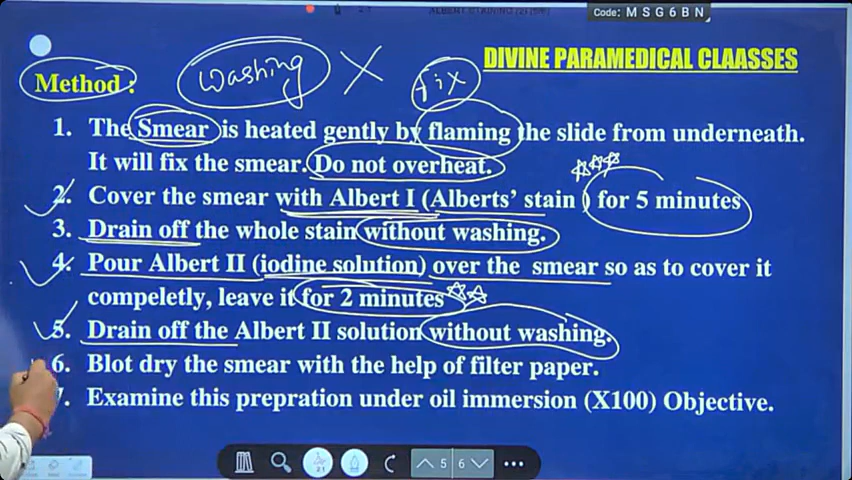 Code: M S G 6 B N
DIVINE PARAMEDICAL CLAASSES
washing X fix
Method :
1. The Smear is heated gently by flaming the slide from underneath.
It will fix the smear. Do not overheat.
2. Cover the smear with Albert I (Alberts’ stain ) for 5 minutes
3. Drain off the whole stain without washing.
4. Pour Albert II (iodine solution) over the smear so as to cover it
compeletly, leave it for 2 minutes
5. Drain off the Albert II solution without washing.
6. Blot dry the smear with the help of filter paper.
7. Examine this prepration under oil immersion (X100) Objective.
5 6